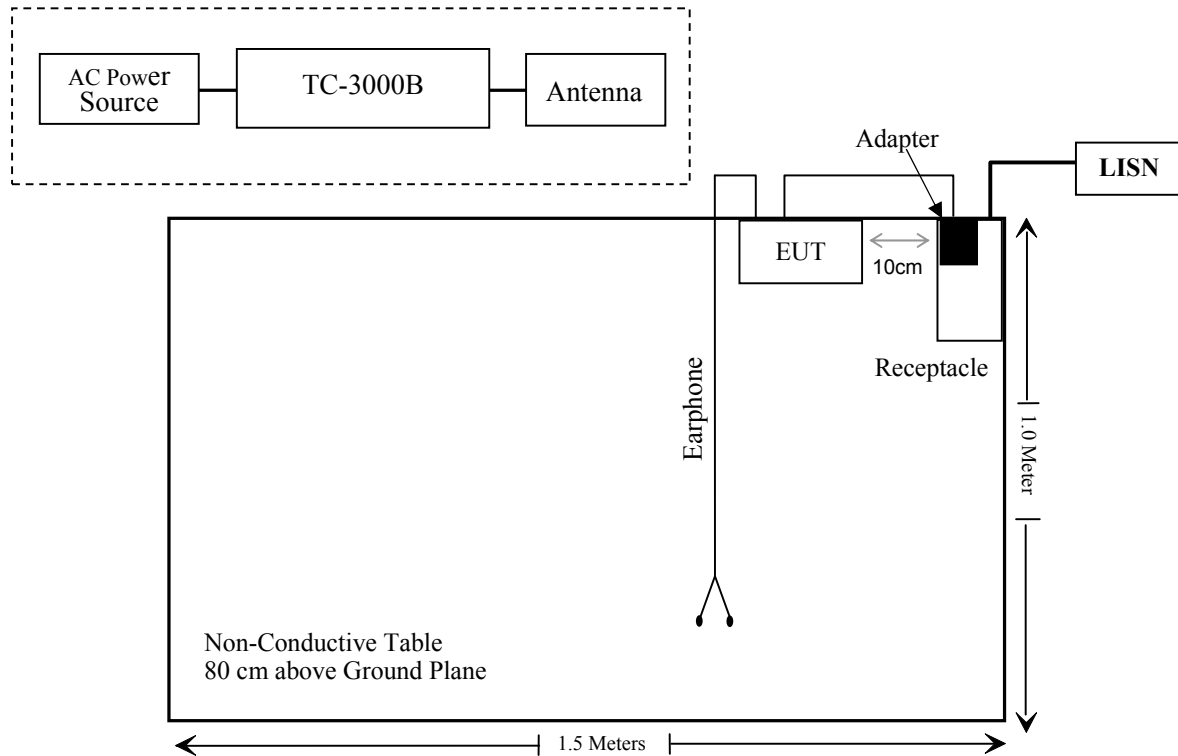 AC Power
Source
TC-3000B
Antenna
Adapter
LISN
EUT
10cm
Receptacle
Earphone
1.0 Meter
Non-Conductive Table
80 cm above Ground Plane
1.5 Meters